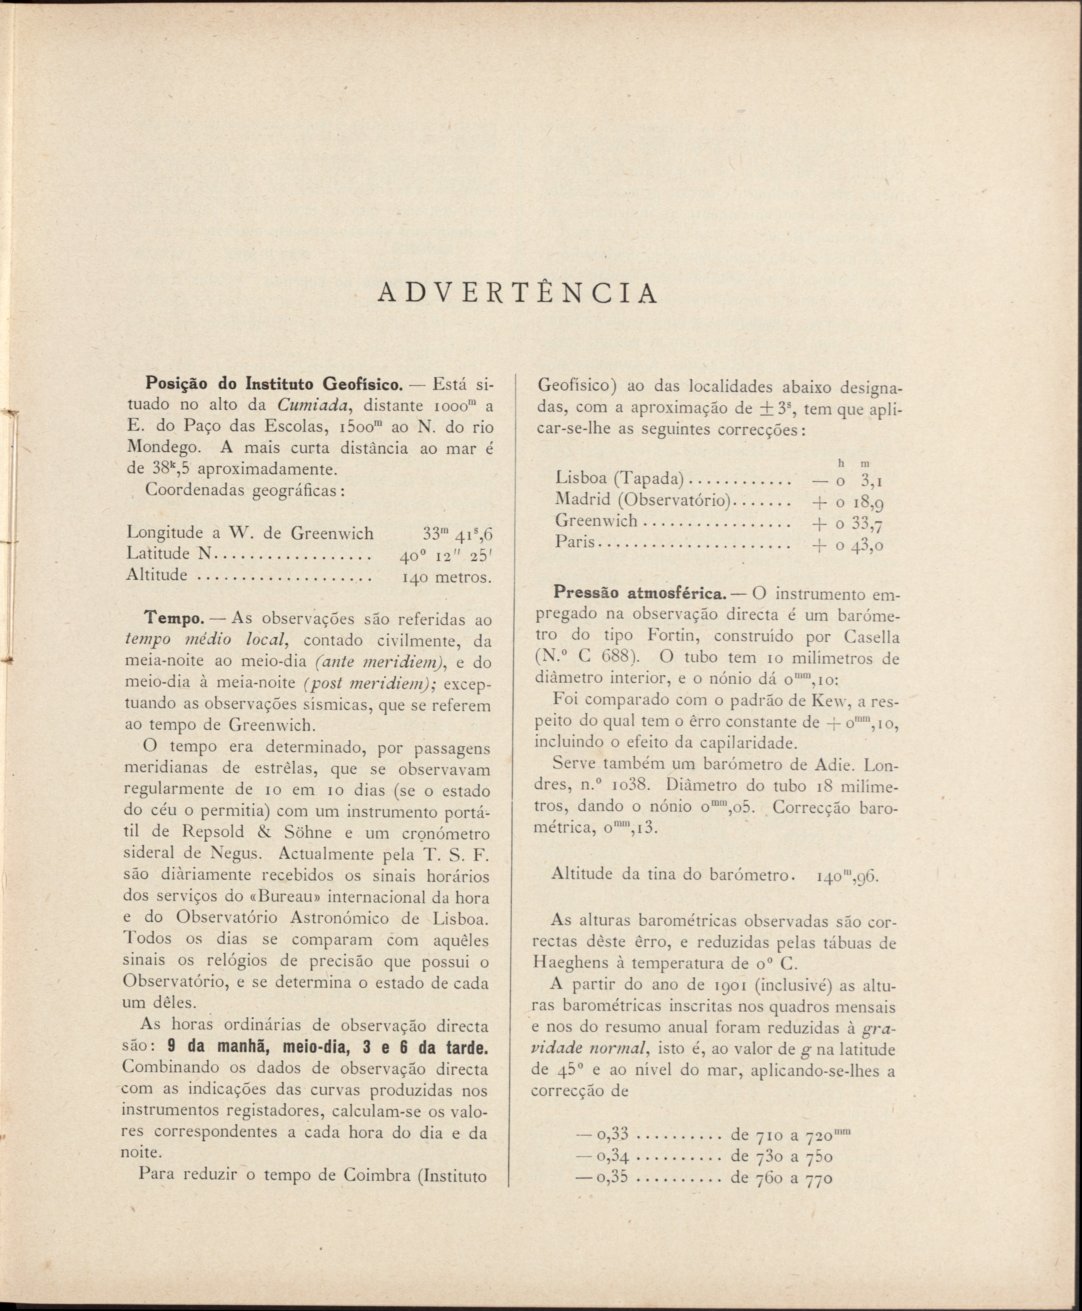 ADVERTÊNCIA
Posição do Instituto Geofísico. — Está si-
tuado no alto da Cumiada, distante 1000ᵐ a
E. do Paço das Escolas, 1500ᵐ ao N. do rio
Mondego. A mais curta distância ao mar é
de 38ᵏ,5 aproximadamente.
Coordenadas geográficas:
Longitude a W. de Greenwich 33ᵐ 41ˢ,6
Latitude N.................. 40° 12" 25'
Altitude .................... 140 metros.
Tempo. — As observações são referidas ao
tempo médio local, contado civilmente, da
meia-noite ao meio-dia (ante meridiem), e do
meio-dia à meia-noite (post meridiem); excep-
tuando as observações sísmicas, que se referem
ao tempo de Greenwich.
O tempo era determinado, por passagens
meridianas de estrêlas, que se observavam
regularmente de 10 em 10 dias (se o estado
do céu o permitia) com um instrumento portá-
til de Repsold & Söhne e um cronómetro
sideral de Negus. Actualmente pela T. S. F.
são diàriamente recebidos os sinais horários
dos serviços do «Bureau» internacional da hora
e do Observatório Astronómico de Lisboa.
Todos os dias se comparam com aquêles
sinais os relógios de precisão que possui o
Observatório, e se determina o estado de cada
um dêles.
As horas ordinárias de observação directa
são: 9 da manhã, meio-dia, 3 e 6 da tarde.
Combinando os dados de observação directa
com as indicações das curvas produzidas nos
instrumentos registadores, calculam-se os valo-
res correspondentes a cada hora do dia e da
noite.
Para reduzir o tempo de Coimbra (Instituto
Geofísico) ao das localidades abaixo designa-
das, com a aproximação de ± 3ˢ, tem que apli-
car-se-lhe as seguintes correcções:
h m
Lisboa (Tapada)............ — 0 3,1
Madrid (Observatório)....... + 0 18,9
Greenwich ................. + 0 33,7
Paris...................... + 0 43,0
Pressão atmosférica. — O instrumento em-
pregado na observação directa é um baróme-
tro do tipo Fortin, construído por Casella
(N.º C 688). O tubo tem 10 milímetros de
diâmetro interior, e o nónio dá 0ᵐᵐ,10:
Foi comparado com o padrão de Kew, a res-
peito do qual tem o êrro constante de + 0ᵐᵐ,10,
incluindo o efeito da capilaridade.
Serve também um barómetro de Adie. Lon-
dres, n.º 1038. Diâmetro do tubo 18 milíme-
tros, dando o nónio 0ᵐᵐ,05. Correcção baro-
métrica, 0ᵐᵐ,13.
Altitude da tina do barómetro. 140ᵐ,96.
As alturas barométricas observadas são cor-
rectas dêste êrro, e reduzidas pelas tábuas de
Haeghens à temperatura de 0° C.
A partir do ano de 1901 (inclusivé) as altu-
ras barométricas inscritas nos quadros mensais
e nos do resumo anual foram reduzidas à gra-
vidade normal, isto é, ao valor de g na latitude
de 45° e ao nível do mar, aplicando-se-lhes a
correcção de
— 0,33 .......... de 710 a 720ᵐᵐ
— 0,34 .......... de 730 a 750
— 0,35 .......... de 760 a 770